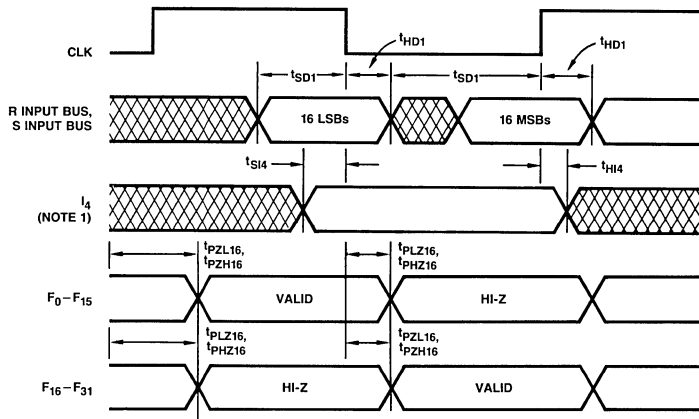 CLK
tHD1
tHD1
tSD1
tSD1
R INPUT BUS,
S INPUT BUS
16 LSBs
16 MSBs
tSI4
tHI4
I4
(NOTE 1)
tPZL16,
tPZH16
tPLZ16,
tPHZ16
F0–F15
VALID
HI-Z
tPLZ16,
tPHZ16
tPZL16,
tPZH16
F16–F31
HI-Z
VALID